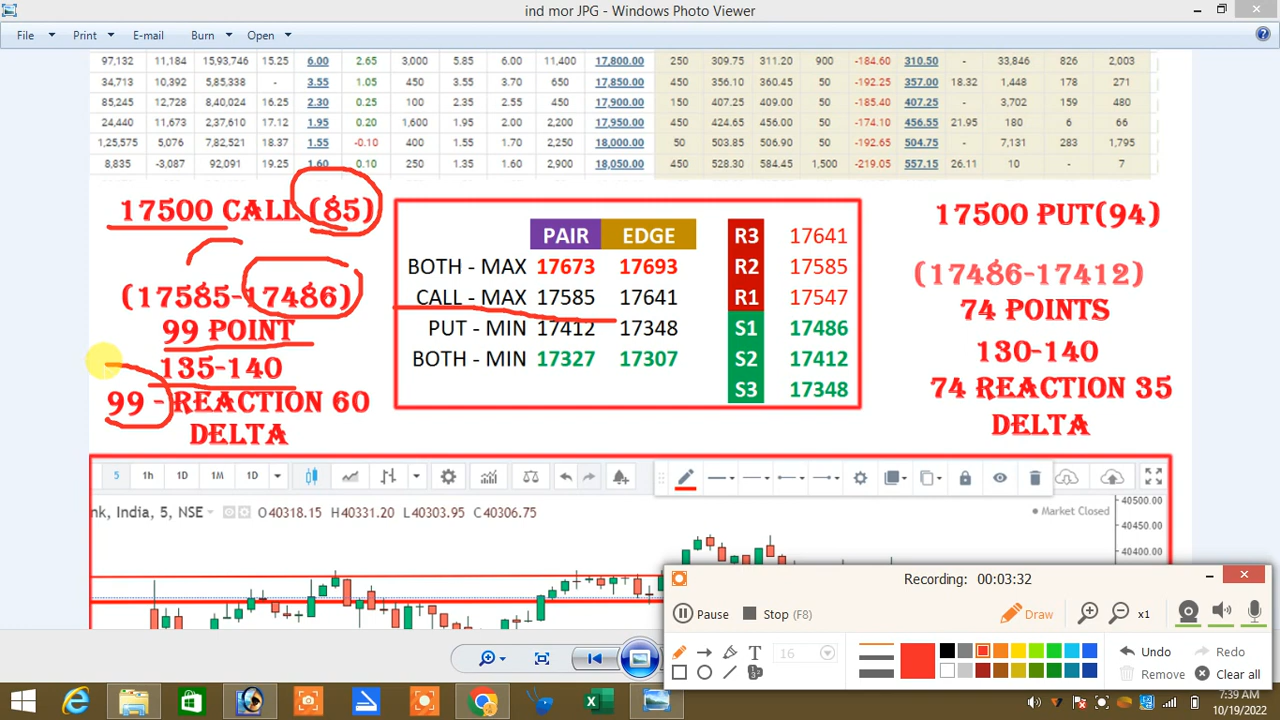 ind mor JPG - Windows Photo Viewer
File Print E-mail Burn Open
97,132 11,184 15,93,746 15.25 6.00 2.65 3,000 5.85 6.00 11,400 17,800.00 250 309.75 311.20 900 -184.60 310.50 - 33,846 826 2,003
34,713 10,392 5,85,338 - 3.55 1.05 450 3.55 3.70 650 17,850.00 450 356.10 360.45 50 -192.25 357.00 18.32 1,448 178 271
85,245 12,728 8,40,024 16.25 2.30 0.25 100 2.35 2.55 450 17,900.00 150 407.25 409.00 50 -185.40 407.25 - 3,702 159 480
24,440 11,673 2,37,610 17.12 1.95 0.20 1,600 1.95 2.00 2,200 17,950.00 50 424.65 456.00 50 -174.10 456.55 21.95 180 6 66
1,25,575 5,076 7,82,521 18.37 1.55 -0.10 400 1.55 1.70 2,250 18,000.00 50 503.85 506.90 50 -192.65 504.75 - 7,131 283 1,795
8,835 -3,087 92,091 19.25 1.60 0.10 250 1.35 1.60 2,900 18,050.00 450 528.30 584.45 1,500 -219.05 557.15 26.11 10 - 7
17500 CALL (85)
(17585-17486)
99 POINT
135-140
99 - REACTION 60
DELTA
PAIR EDGE
BOTH - MAX 17673 17693
CALL - MAX 17585 17641
PUT - MIN 17412 17348
BOTH - MIN 17327 17307
R3 17641
R2 17585
R1 17547
S1 17486
S2 17412
S3 17348
17500 PUT(94)
(17486-17412)
74 POINTS
130-140
74 REACTION 35
DELTA
5 1h 1D 1M 1D
nk, India, 5, NSE O40318.15 H40331.20 L40303.95 C40306.75
Market Closed
40500.00
40450.00
40400.00
Recording: 00:03:32
Pause Stop (F8) Draw x1
T 16 Undo Redo
Remove Clear all
7:39 AM
10/19/2022